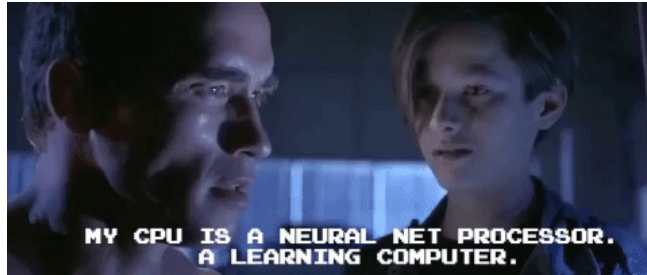 MY CPU IS A NEURAL NET PROCESSOR.
A LEARNING COMPUTER.